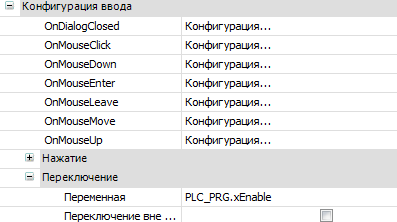 Конфигурация ввода
OnDialogClosed Конфигурация...
OnMouseClick Конфигурация...
OnMouseDown Конфигурация...
OnMouseEnter Конфигурация...
OnMouseLeave Конфигурация...
OnMouseMove Конфигурация...
OnMouseUp Конфигурация...
Нажатие
Переключение
Переменная PLC_PRG.xEnable
Переключение вне ...